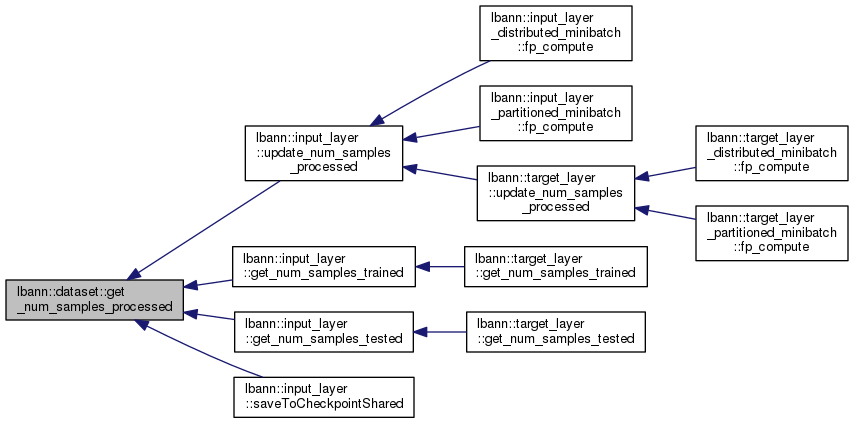 lbann::dataset::get
_num_samples_processed
lbann::input_layer
::update_num_samples
_processed
lbann::input_layer
_distributed_minibatch
::fp_compute
lbann::input_layer
_partitioned_minibatch
::fp_compute
lbann::target_layer
::update_num_samples
_processed
lbann::target_layer
_distributed_minibatch
::fp_compute
lbann::target_layer
_partitioned_minibatch
::fp_compute
lbann::input_layer
::get_num_samples_trained
lbann::target_layer
::get_num_samples_trained
lbann::input_layer
::get_num_samples_tested
lbann::target_layer
::get_num_samples_tested
lbann::input_layer
::saveToCheckpointShared